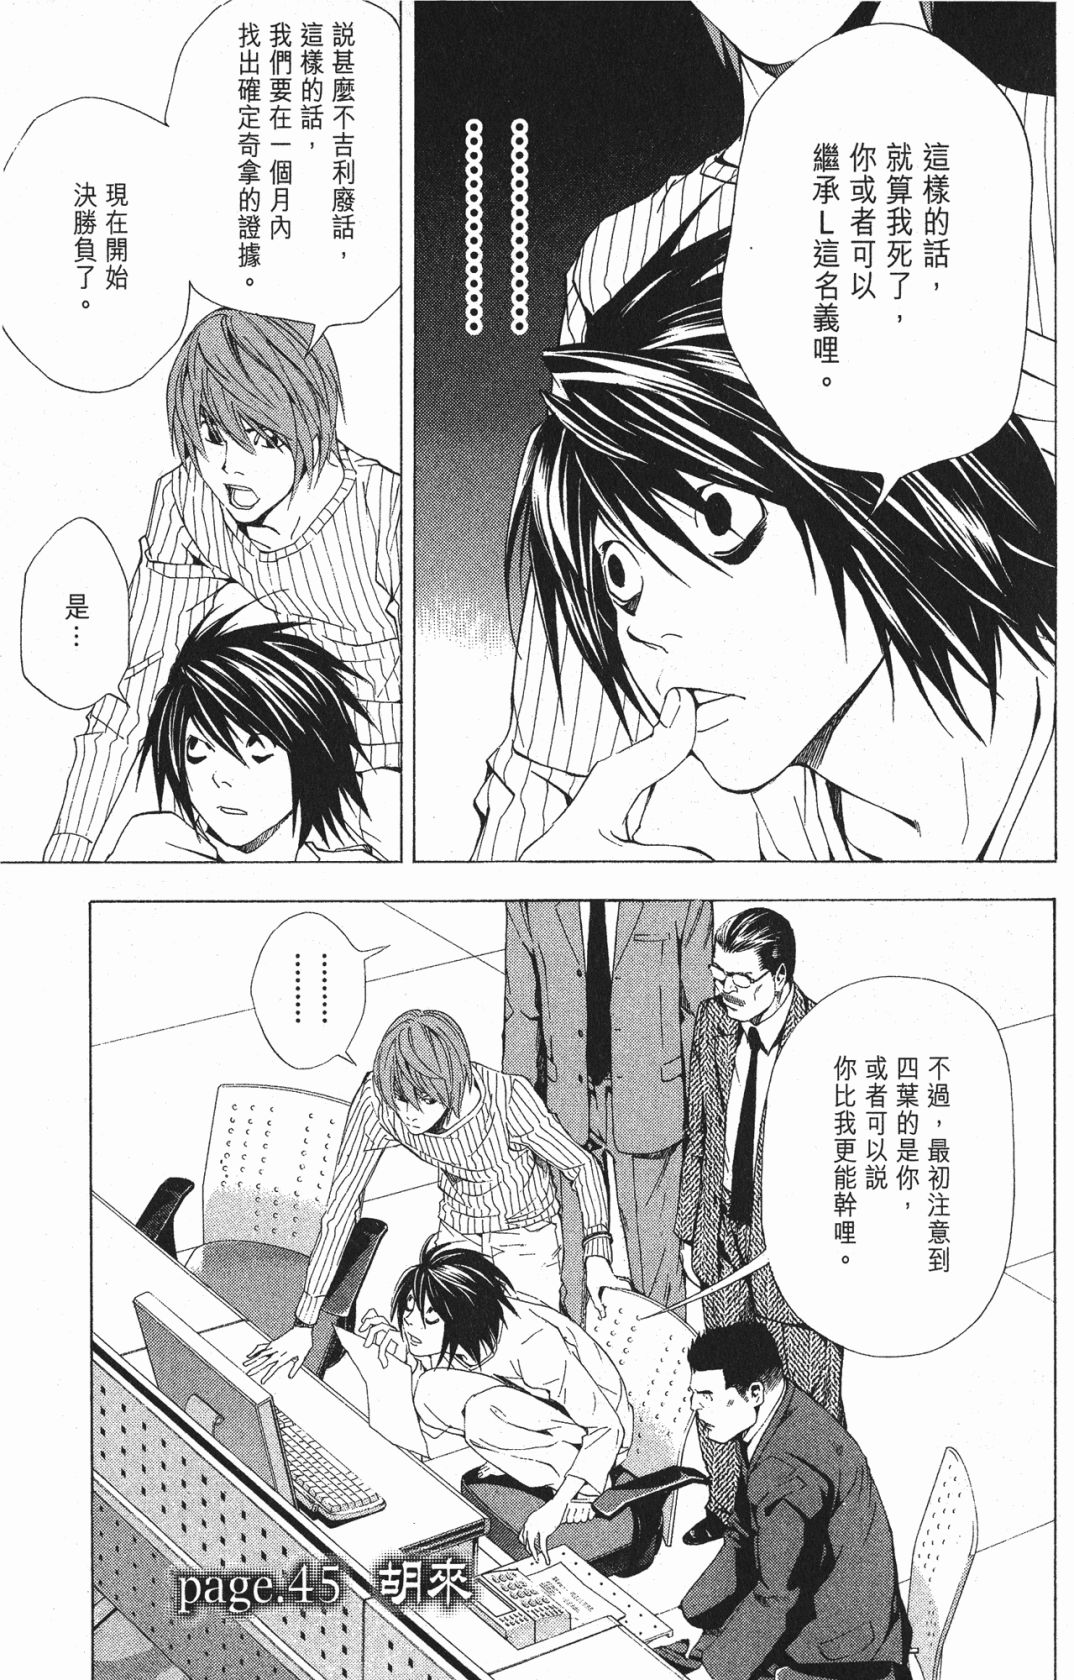 這樣的話，
就算我死了，
你或者可以
繼承L這名義哩。
………………
………………
說甚麼不吉利廢話，
這樣的話，
我們要在一個月內
找出確定奇拿的證據。
現在開始
決勝負了。
是…
不過，最初注意到
四葉的是你，
或者可以說
你比我更能幹哩。
………
………
page.45 胡來